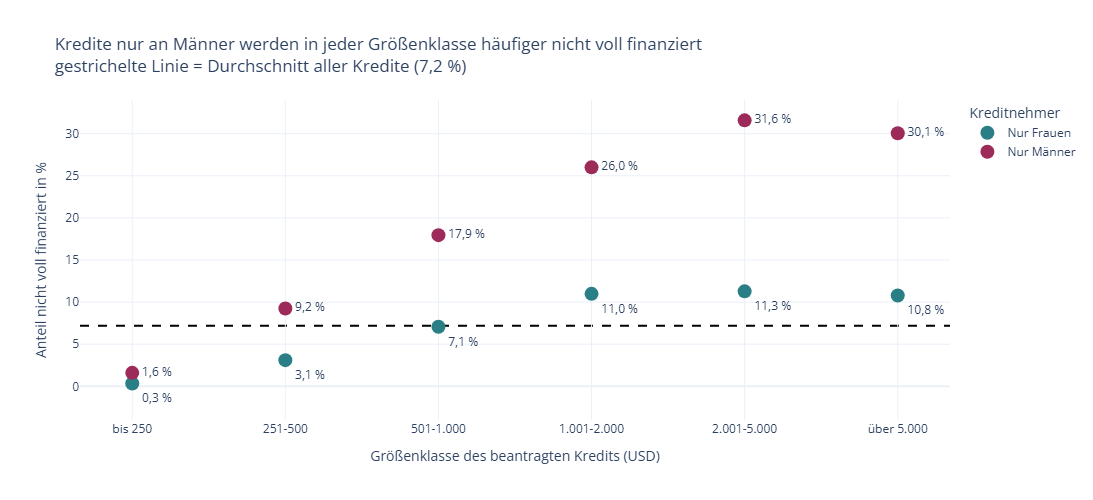 Kredite nur an Männer werden in jeder Größenklasse häufiger nicht voll finanziert
gestrichelte Linie = Durchschnitt aller Kredite (7,2 %)
Kreditnehmer
Nur Frauen
Nur Männer
Anteil nicht voll finanziert in %
30
25
20
15
10
5
0
1,6 %
0,3 %
9,2 %
3,1 %
17,9 %
7,1 %
26,0 %
11,0 %
31,6 %
11,3 %
30,1 %
10,8 %
bis 250
251-500
501-1.000
1.001-2.000
2.001-5.000
über 5.000
Größenklasse des beantragten Kredits (USD)